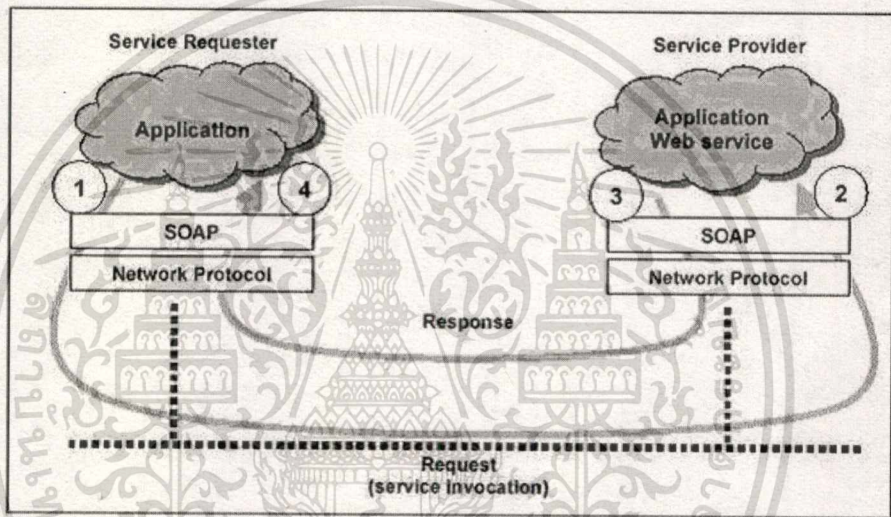 Service Requester
Service Provider
Application
Application
Web service
1
4
3
2
SOAP
SOAP
Network Protocol
Network Protocol
Response
Request
(service invocation)